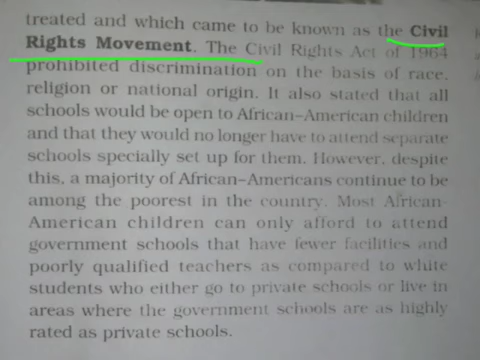 treated and which came to be known as the Civil
Rights Movement. The Civil Rights Act of 1964
prohibited discrimination on the basis of race,
religion or national origin. It also stated that all
schools would be open to African–American children
and that they would no longer have to attend separate
schools specially set up for them. However, despite
this, a majority of African–Americans continue to be
among the poorest in the country. Most African-
American children can only afford to attend
government schools that have fewer facilities and
poorly qualified teachers as compared to white
students who either go to private schools or live in
areas where the government schools are as highly
rated as private schools.